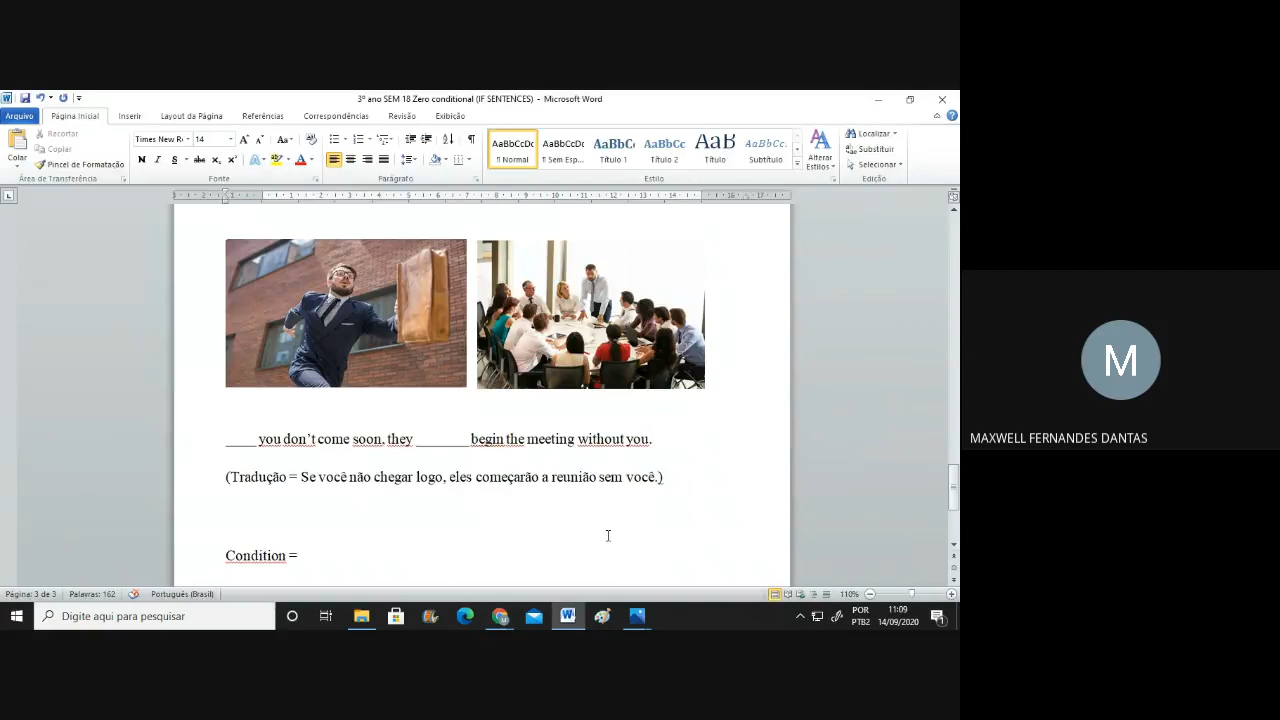 3º ano SEM 18 Zero conditional (IF SENTENCES) - Microsoft Word
Arquivo Página Inicial Inserir Layout da Página Referências Correspondências Revisão Exibição
Colar
Recortar
Copiar
Pincel de Formatação
Área de Transferência
Times New R 14
Fonte
Parágrafo
AaBbCcDc AaBbCcDc AaBbC AaBbCc AaB AaBbCc.
¶ Normal ¶ Sem Esp... Título 1 Título 2 Título Subtítulo
Estilo
Alterar Estilos
Localizar
Substituir
Selecionar
Edição
____ you don't come soon, they _______ begin the meeting without you.
(Tradução = Se você não chegar logo, eles começarão a reunião sem você.)
Condition =
Página: 3 de 3 Palavras: 162 Português (Brasil) 110%
Digite aqui para pesquisar
POR
PTB2
11:09
14/09/2020
1
M
MAXWELL FERNANDES DANTAS